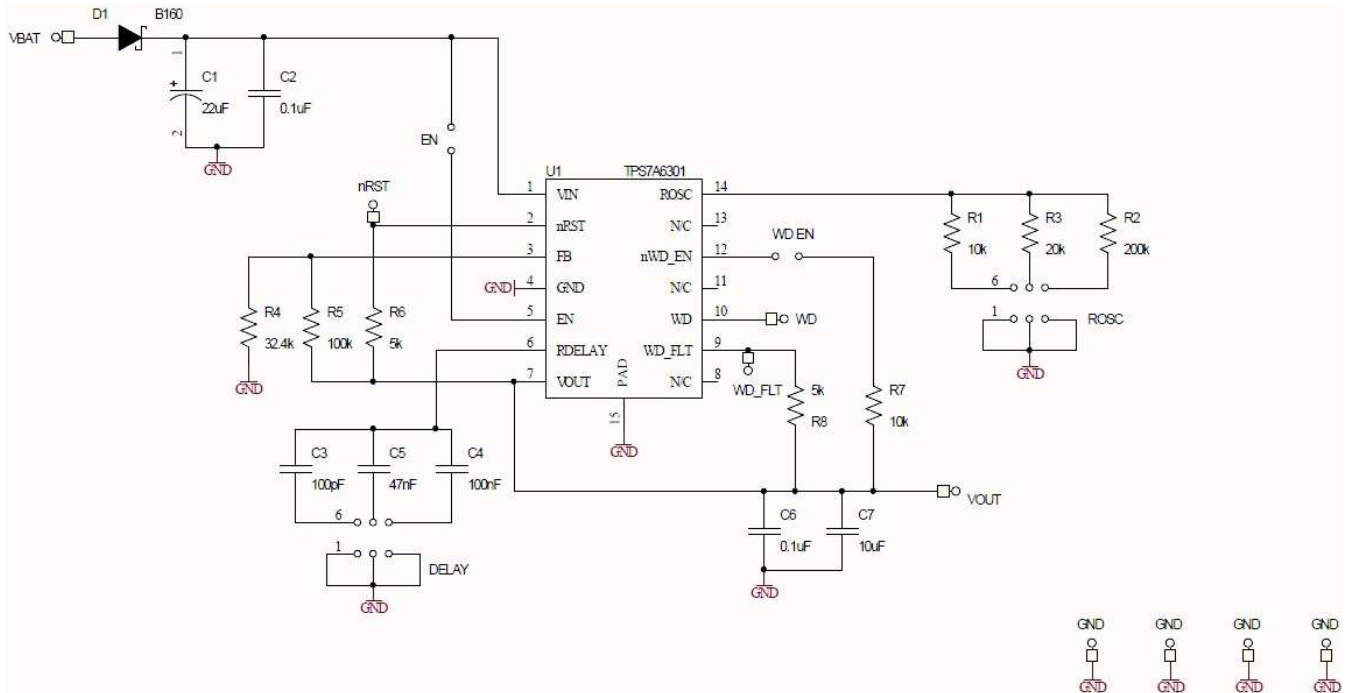 D1 B160
VBAT
1
+ C1 C2
22uF 0.1uF
2
GND
EN
U1 TPS7A6301
nRST
1 VIN ROSC 14
2 nRST N/C 13
3 FB nWD_EN 12 WD EN
GND 4 GND N/C 11
5 EN WD 10 WD
6 RDELAY WD_FLT 9
7 VOUT PAD N/C 8
15
GND
R1 R3 R2
10k 20k 200k
6
1 ROSC
GND
R4 R5 R6
32.4k 100k 5k
GND
WD_FLT 5k R7
R8 10k
C3 C5 C4
100pF 47nF 100nF
6
1
DELAY
GND
VOUT
C6 C7
0.1uF 10uF
GND
GND GND GND GND
GND GND GND GND